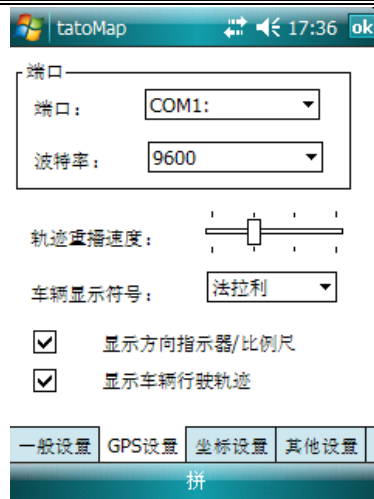 tatoMap 17:36 ok
端口
端口： COM1:
波特率： 9600
轨迹重播速度：
车辆显示符号： 法拉利
显示方向指示器/比例尺
显示车辆行驶轨迹
一般设置 GPS设置 坐标设置 其他设置
拼